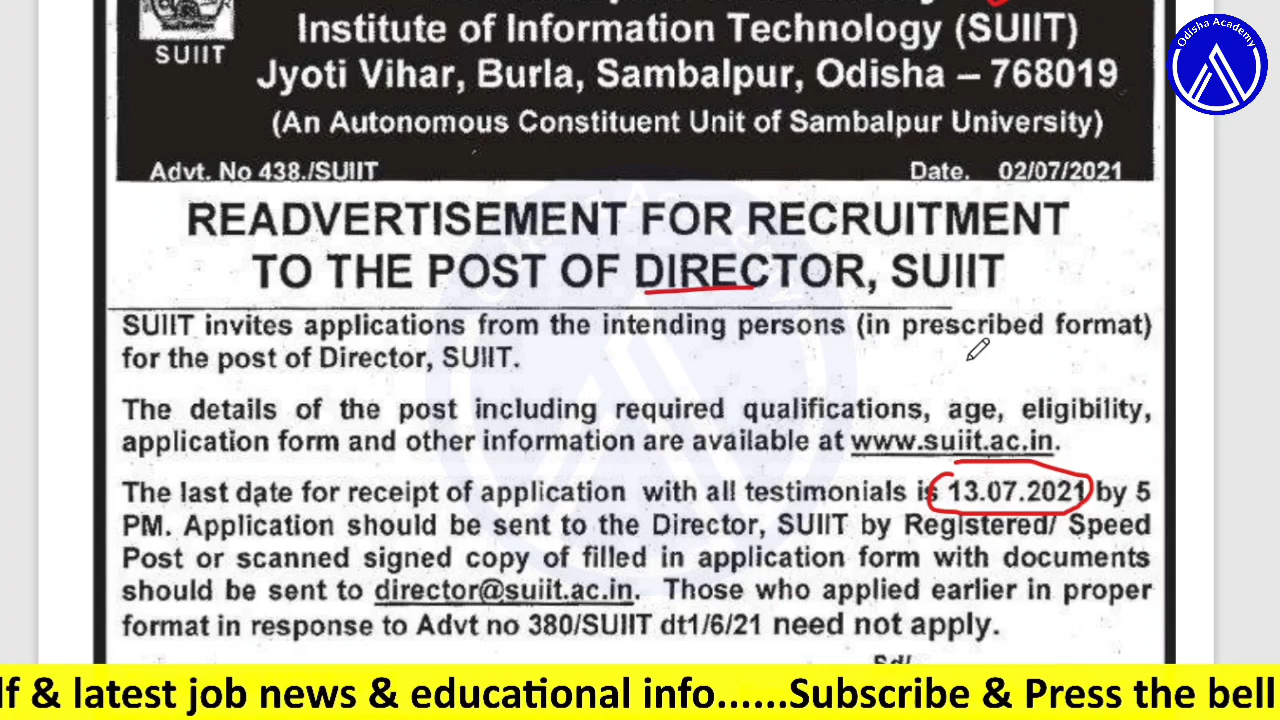 SUIIT
Institute of Information Technology (SUIIT)
Jyoti Vihar, Burla, Sambalpur, Odisha – 768019
(An Autonomous Constituent Unit of Sambalpur University)
Advt. No 438./SUIIT Date. 02/07/2021
Odisha Academy
READVERTISEMENT FOR RECRUITMENT
TO THE POST OF DIRECTOR, SUIIT
SUIIT invites applications from the intending persons (in prescribed format)
for the post of Director, SUIIT.
The details of the post including required qualifications, age, eligibility,
application form and other information are available at www.suiit.ac.in.
The last date for receipt of application with all testimonials is 13.07.2021 by 5
PM. Application should be sent to the Director, SUIIT by Registered/ Speed
Post or scanned signed copy of filled in application form with documents
should be sent to director@suiit.ac.in. Those who applied earlier in proper
format in response to Advt no 380/SUIIT dt1/6/21 need not apply.
Sd/
lf & latest job news & educational info......Subscribe & Press the bell